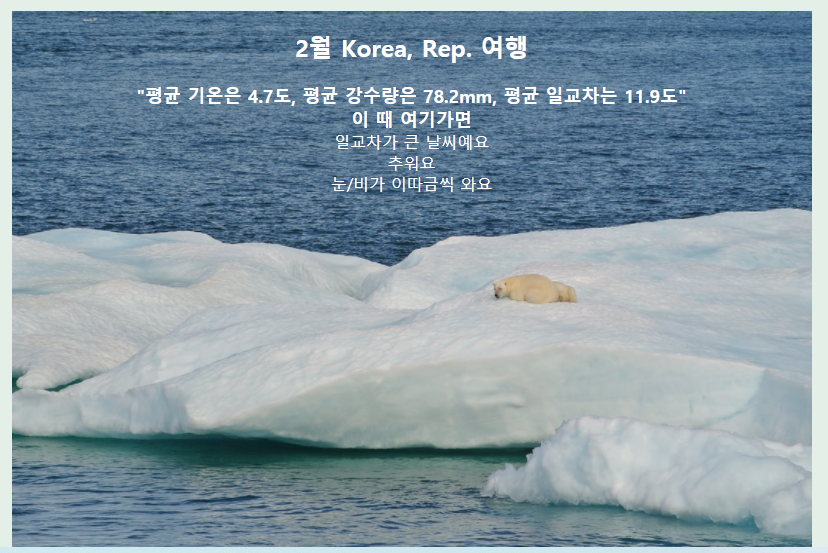 2월 Korea, Rep. 여행
"평균 기온은 4.7도, 평균 강수량은 78.2mm, 평균 일교차는 11.9도"
이 때 여기가면
일교차가 큰 날씨예요
추워요
눈/비가 이따금씩 와요